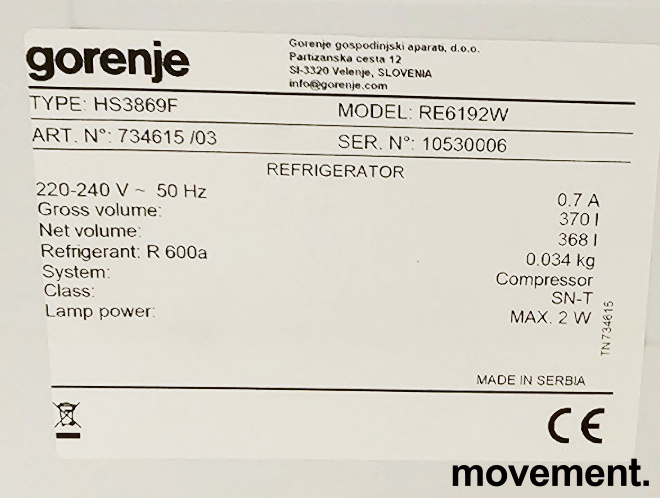 gorenje
Gorenje gospodinjski aparati, d.o.o.
Partizanska cesta 12
SI-3320 Velenje, SLOVENIA
info@gorenje.com
TYPE: HS3869F MODEL: RE6192W
ART. N°: 734615 /03 SER. N°: 10530006
REFRIGERATOR
220-240 V ~ 50 Hz 0.7 A
Gross volume: 370 l
Net volume: 368 l
Refrigerant: R 600a 0.034 kg
System: Compressor
Class: SN-T
Lamp power: MAX. 2 W
TN734615
MADE IN SERBIA
CE
movement.